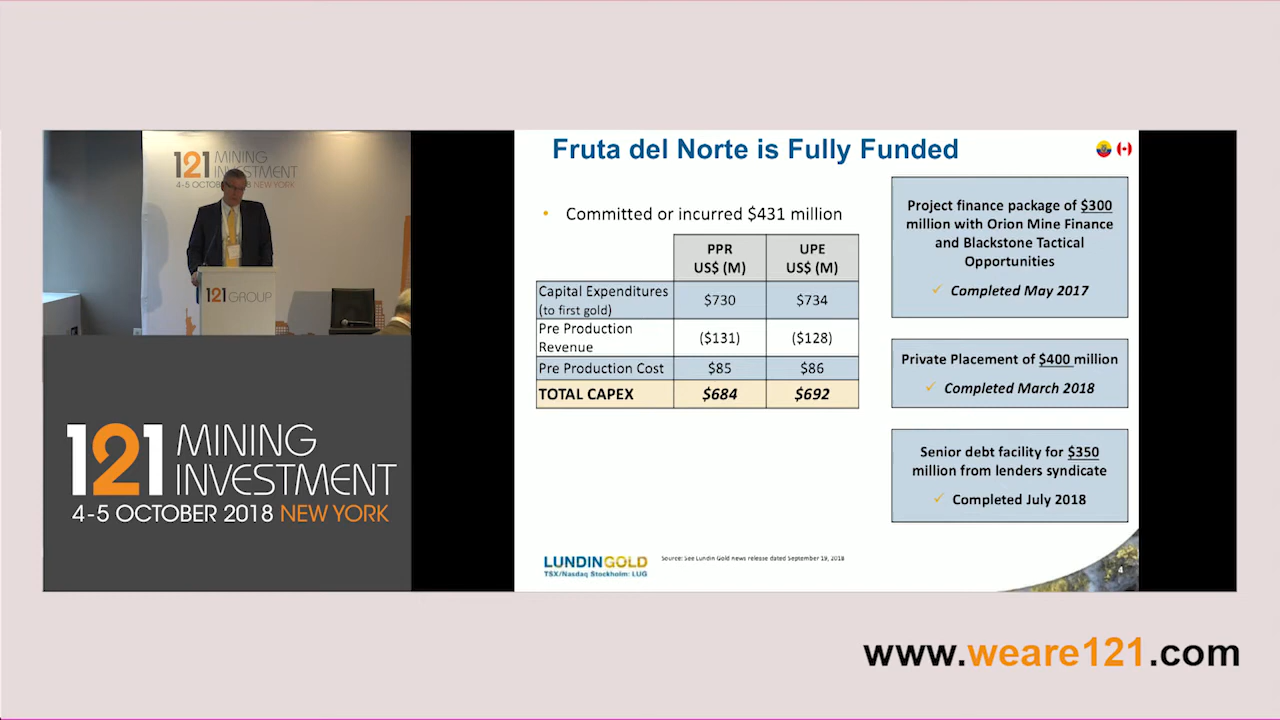 121 MINING
INVESTMENT
4-5 OCTOBER 2018 NEW YORK
121 GROUP
121 MINING
INVESTMENT
4-5 OCTOBER 2018 NEW YORK
Fruta del Norte is Fully Funded
• Committed or incurred $431 million
PPR
US$ (M)
UPE
US$ (M)
Capital Expenditures
(to first gold)
$730
$734
Pre Production
Revenue
($131)
($128)
Pre Production Cost
$85
$86
TOTAL CAPEX
$684
$692
Project finance package of $300
million with Orion Mine Finance
and Blackstone Tactical
Opportunities
✓ Completed May 2017
Private Placement of $400 million
✓ Completed March 2018
Senior debt facility for $350
million from lenders syndicate
✓ Completed July 2018
LUNDINGOLD
TSX/Nasdaq Stockholm: LUG
Source: See Lundin Gold news release dated September 19, 2018
4
www.weare121.com